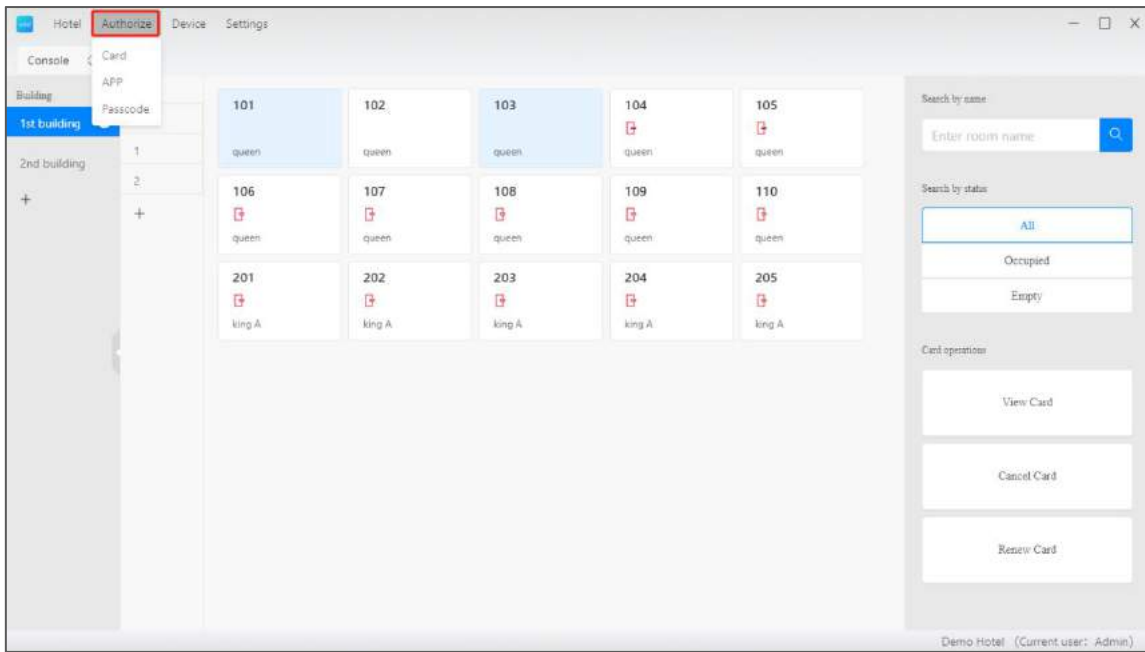 Hotel Authorize Device Settings
Console
Card
APP
Passcode
Building
1st building
2nd building
+
1
2
+
101
queen
102
queen
103
queen
104
queen
105
queen
106
queen
107
queen
108
queen
109
queen
110
queen
201
king A
202
king A
203
king A
204
king A
205
king A
Search by name
Enter room name
Search by status
All
Occupied
Empty
Card operations
View Card
Cancel Card
Renew Card
Demo Hotel (Current user: Admin)